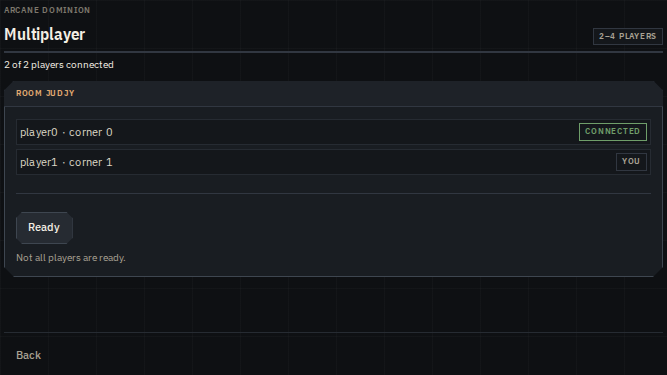 ARCANE DOMINION
Multiplayer
2–4 PLAYERS
2 of 2 players connected
ROOM JUDJY
player0 · corner 0
CONNECTED
player1 · corner 1
YOU
Ready
Not all players are ready.
Back